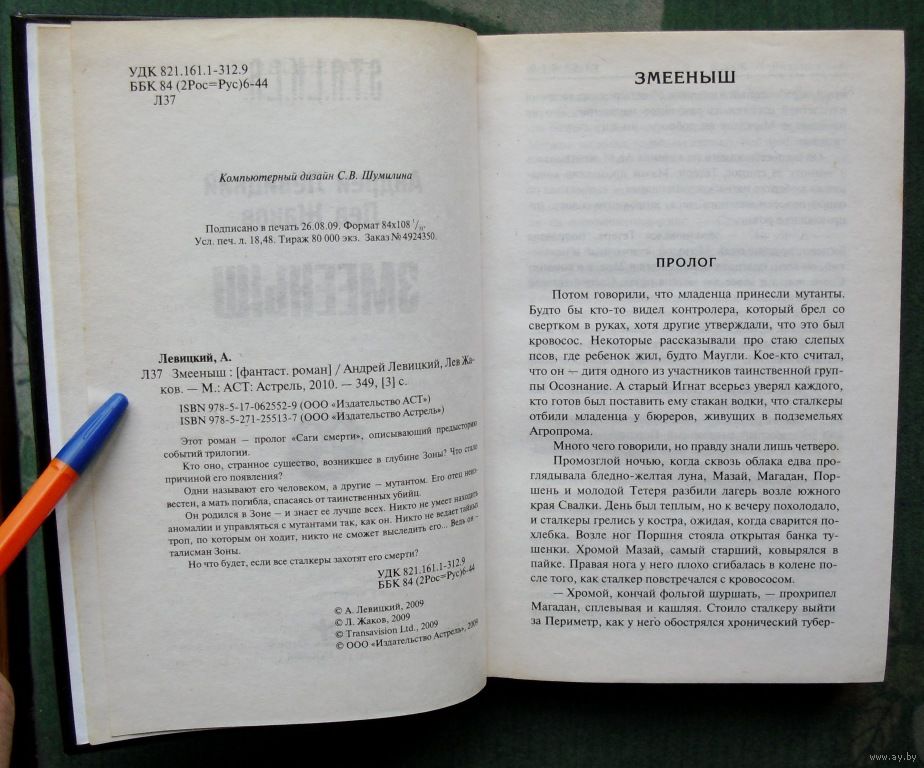 УДК 821.161.1-312.9
ББК 84 (2Рос=Рус)6-44
Л37
Компьютерный дизайн С.В. Шумилина
Подписано в печать 26.08.09. Формат 84x108
Усл. печ. л. 18,48. Тираж 80 000 экз. Заказ № 4924350.
Левицкий, А.
Л37 Змееныш : [фантаст. роман] / Андрей Левицкий, Лев Жа-
ков. — М.: АСТ: Астрель, 2010. — 349, [3] с.
ISBN 978-5-17-062552-9 (ООО «Издательство АСТ»)
ISBN 978-5-271-25513-7 (ООО «Издательство Астрель»)
Этот роман — пролог «Саги смерти», описывающий предысторию
событий трилогии.
Кто оно, странное существо, возникшее в глубине Зоны? Что стало
причиной его появления?
Одни называют его человеком, а другие – мутантом. Его отец неиз-
вестен, а мать погибла, спасаясь от таинственных убийц.
Он родился в Зоне — и знает ее лучше всех. Никто не умеет находить
аномалии и управляться с мутантами так, как он. Никто не ведает тайных
троп, по которым он ходит, никто не сможет выследить его... Ведь он –
талисман Зоны.
Но что будет, если все сталкеры захотят его смерти?
УДК 821.161.1-312.9
ББК 84 (2Рос=Рус)6-44
© А. Левицкий, 2009
© Л. Жаков, 2009
© Transavision Ltd., 2009
© ООО «Издательство Астрель», 2009
ЗМЕЕНЫШ
ПРОЛОГ
Потом говорили, что младенца принесли мутанты.
Будто бы кто-то видел контролера, который брел со
свертком в руках, хотя другие утверждали, что это был
кровосос. Некоторые рассказывали про стаю слепых
псов, где ребенок жил, будто Маугли. Кое-кто считал,
что он — дитя одного из участников таинственной груп-
пы Осознание. А старый Игнат всерьез уверял каждого,
кто готов был поставить ему стакан водки, что сталкеры
отбили младенца у бюреров, живущих в подземельях
Агропрома.
Много чего говорили, но правду знали лишь четверо.
Промозглой ночью, когда сквозь облака едва про-
глядывала бледно-желтая луна, Мазай, Магадан, Пор-
шень и молодой Тетеря разбили лагерь возле южного
края Свалки. День был теплым, но к вечеру похолодало,
и сталкеры грелись у костра, ожидая, когда сварится по-
хлебка. Возле ног Поршня стояла открытая банка ту-
шенки. Хромой Мазай, самый старший, ковырялся в
пайке. Правая нога у него плохо сгибалась в колене пос-
ле того, как сталкер повстречался с кровососом.
— Хромой, кончай фольгой шуршать, — прохрипел
Магадан, сплевывая и кашляя. Стоило сталкеру выйти
за Периметр, как у него обострялся хронический тубер-
www.ay.by